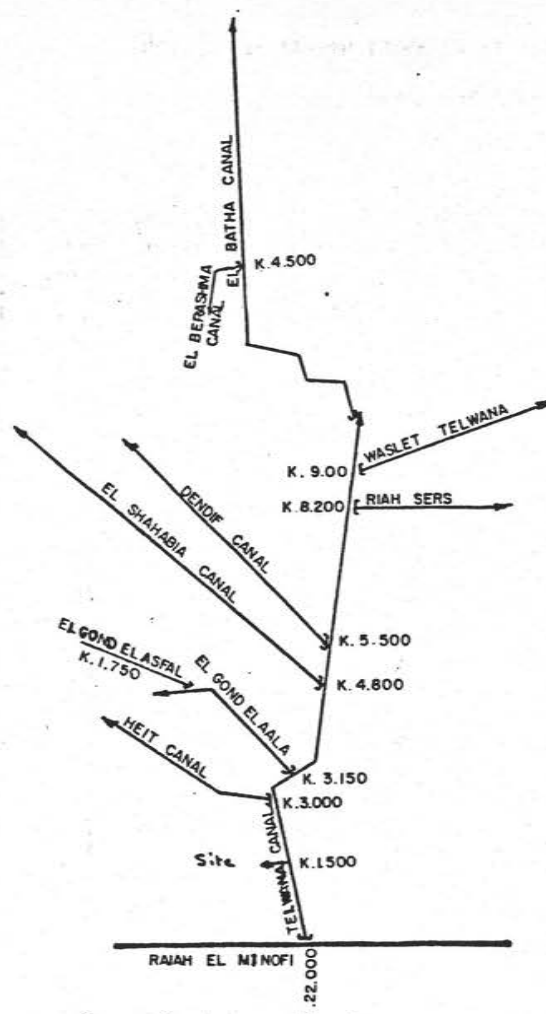 EL BATHA CANAL
K.4.500
EL BERASHMA
CANAL
WASLET TELWANA
K. 9.00
K. 8.200
RIAH SERS
DENDIF CANAL
EL SHAHABIA CANAL
K. 5.500
K. 4.800
EL GOND EL ASFAL
K. 1.750
EL GOND EL AALA
HEIT CANAL
K. 3.150
K.3.000
TELWANA CANAL
Site
K.1.500
RAIAH EL MINOFI
22.000